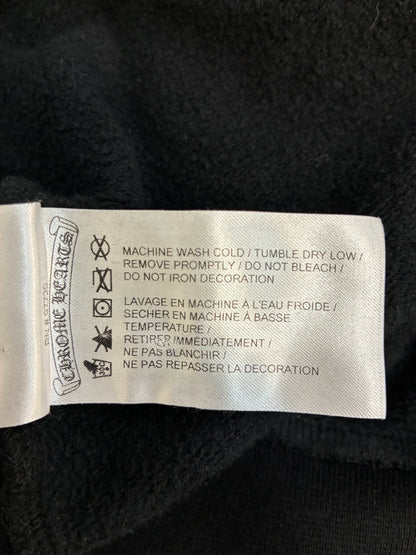 MACHINE WASH COLD / TUMBLE DRY LOW /
REMOVE PROMPTLY / DO NOT BLEACH /
DO NOT IRON DECORATION
LAVAGE EN MACHINE À L'EAU FROIDE /
SECHER EN MACHINE À BASSE
TEMPERATURE /
RETIRER IMMÉDIATEMENT /
NE PAS BLANCHIR /
NE PAS REPASSER LA DECORATION
CHROME HEARTS